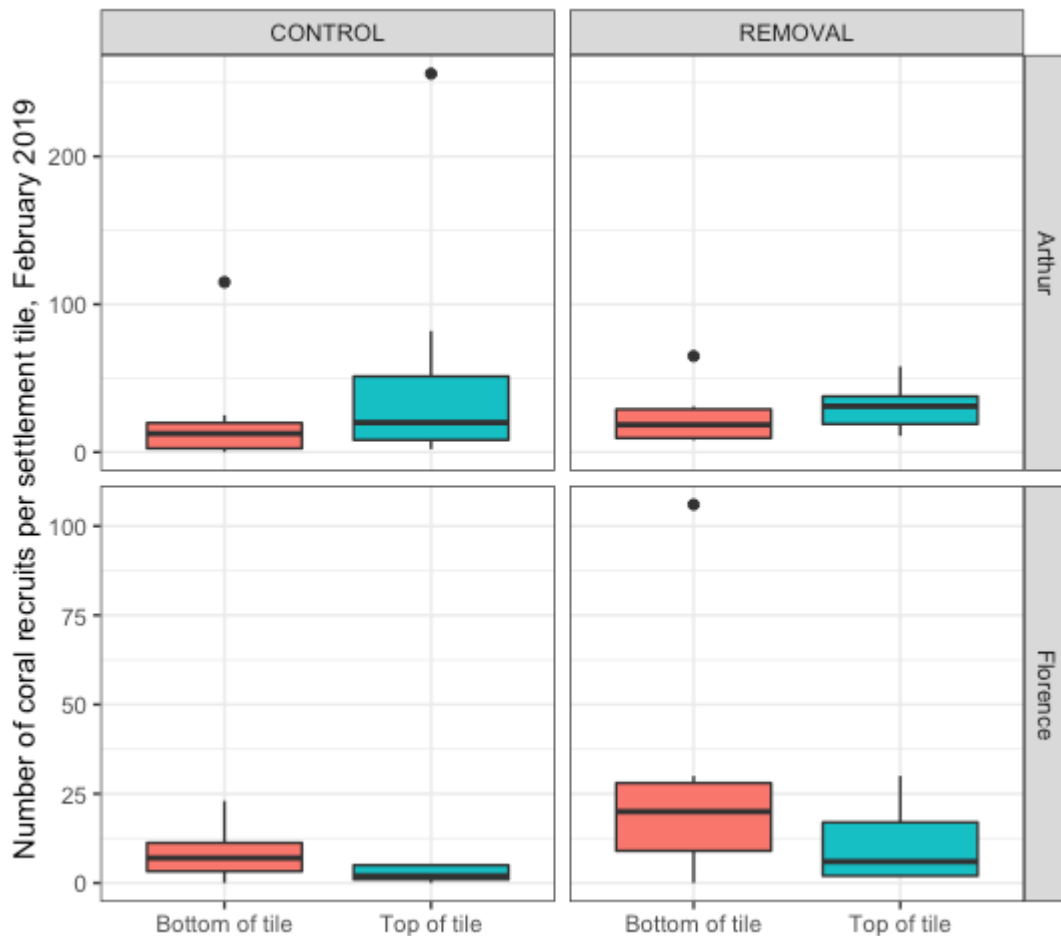 CONTROL
REMOVAL
Number of coral recruits per settlement tile, February 2019
200
100
0
Arthur
100
75
50
25
0
Florence
Bottom of tile
Top of tile
Bottom of tile
Top of tile